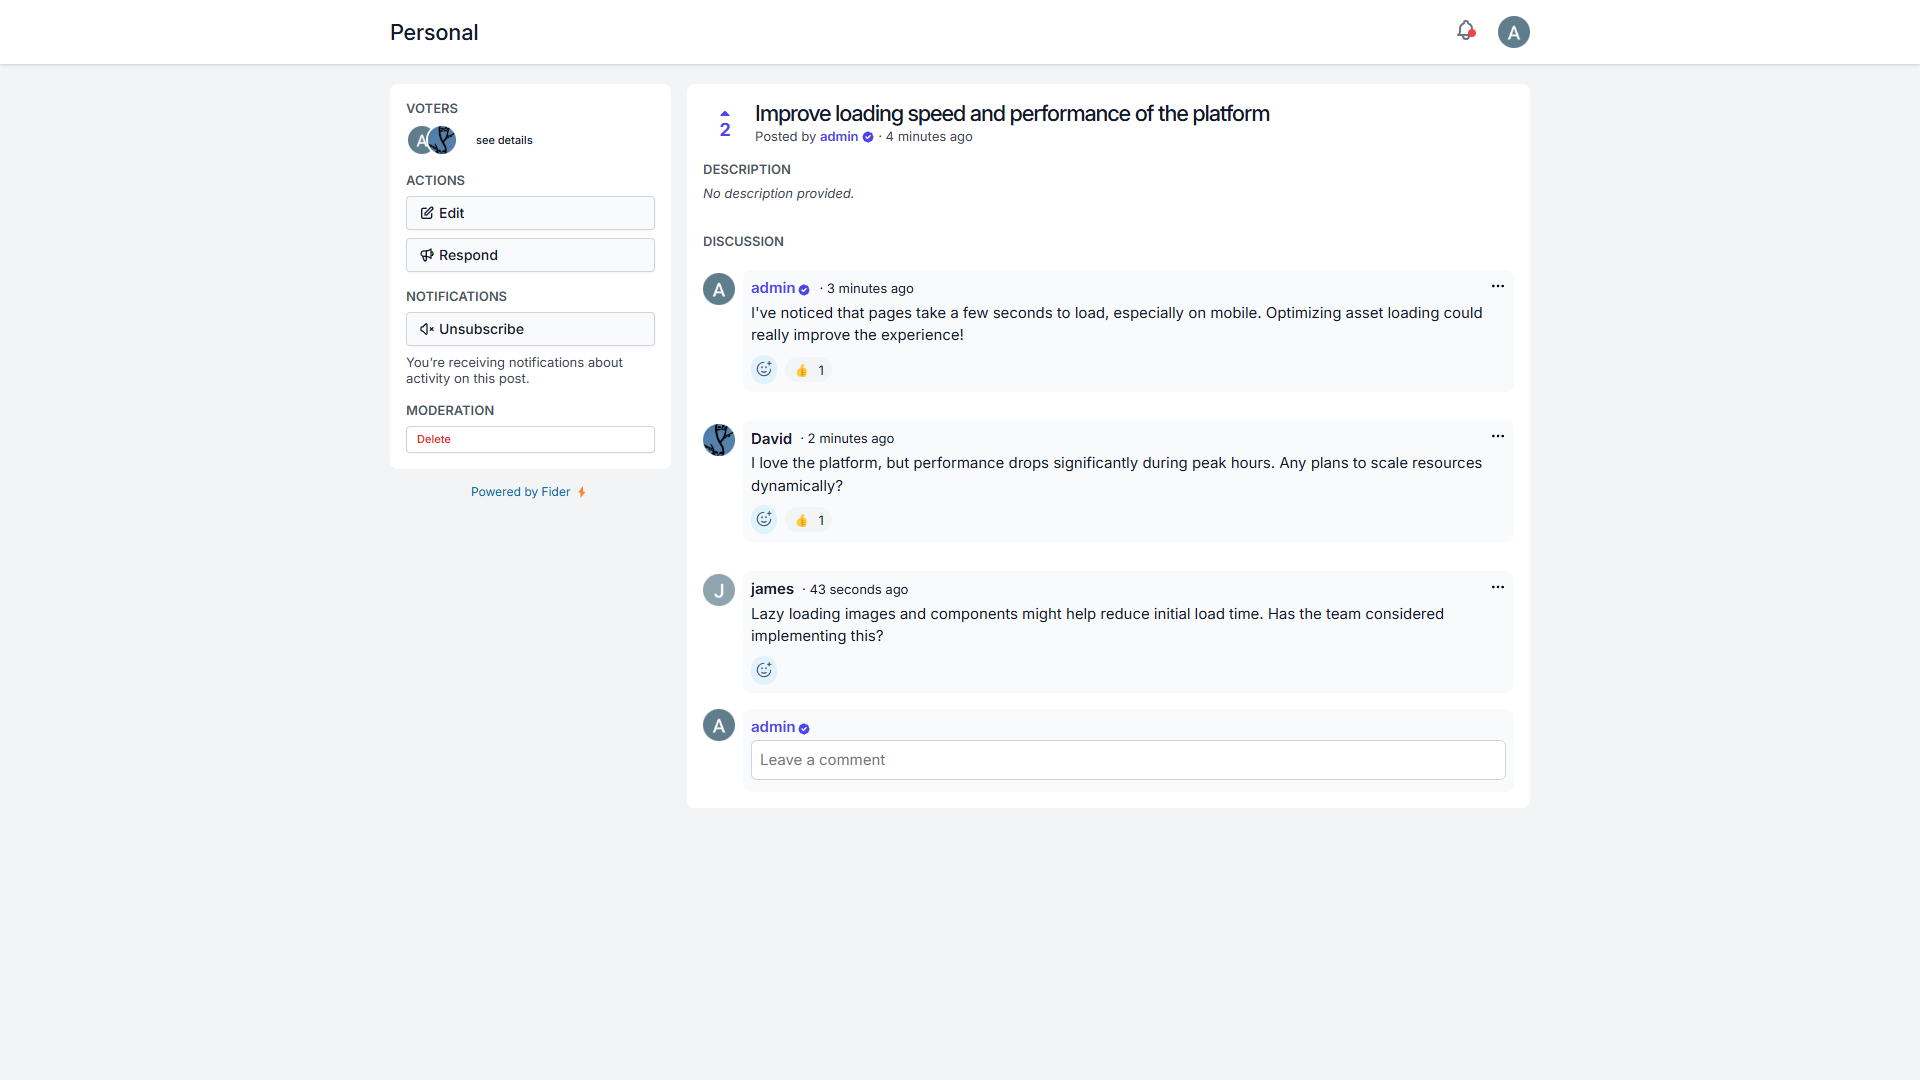 Personal
A
VOTERS
A
see details
ACTIONS
Edit
Respond
NOTIFICATIONS
Unsubscribe
You're receiving notifications about
activity on this post.
MODERATION
Delete
Powered by Fider
2
Improve loading speed and performance of the platform
Posted by admin · 4 minutes ago
DESCRIPTION
No description provided.
DISCUSSION
A
admin · 3 minutes ago
I've noticed that pages take a few seconds to load, especially on mobile. Optimizing asset loading could
really improve the experience!
1
David · 2 minutes ago
I love the platform, but performance drops significantly during peak hours. Any plans to scale resources
dynamically?
1
J
james · 43 seconds ago
Lazy loading images and components might help reduce initial load time. Has the team considered
implementing this?
A
admin
Leave a comment